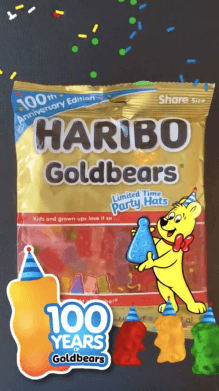 100th
Anniversary Edition
Share Size
HARIBO
Goldbears
Limited Time
Party Hats
Kids and grown-ups love it so...
100
YEARS
Goldbears